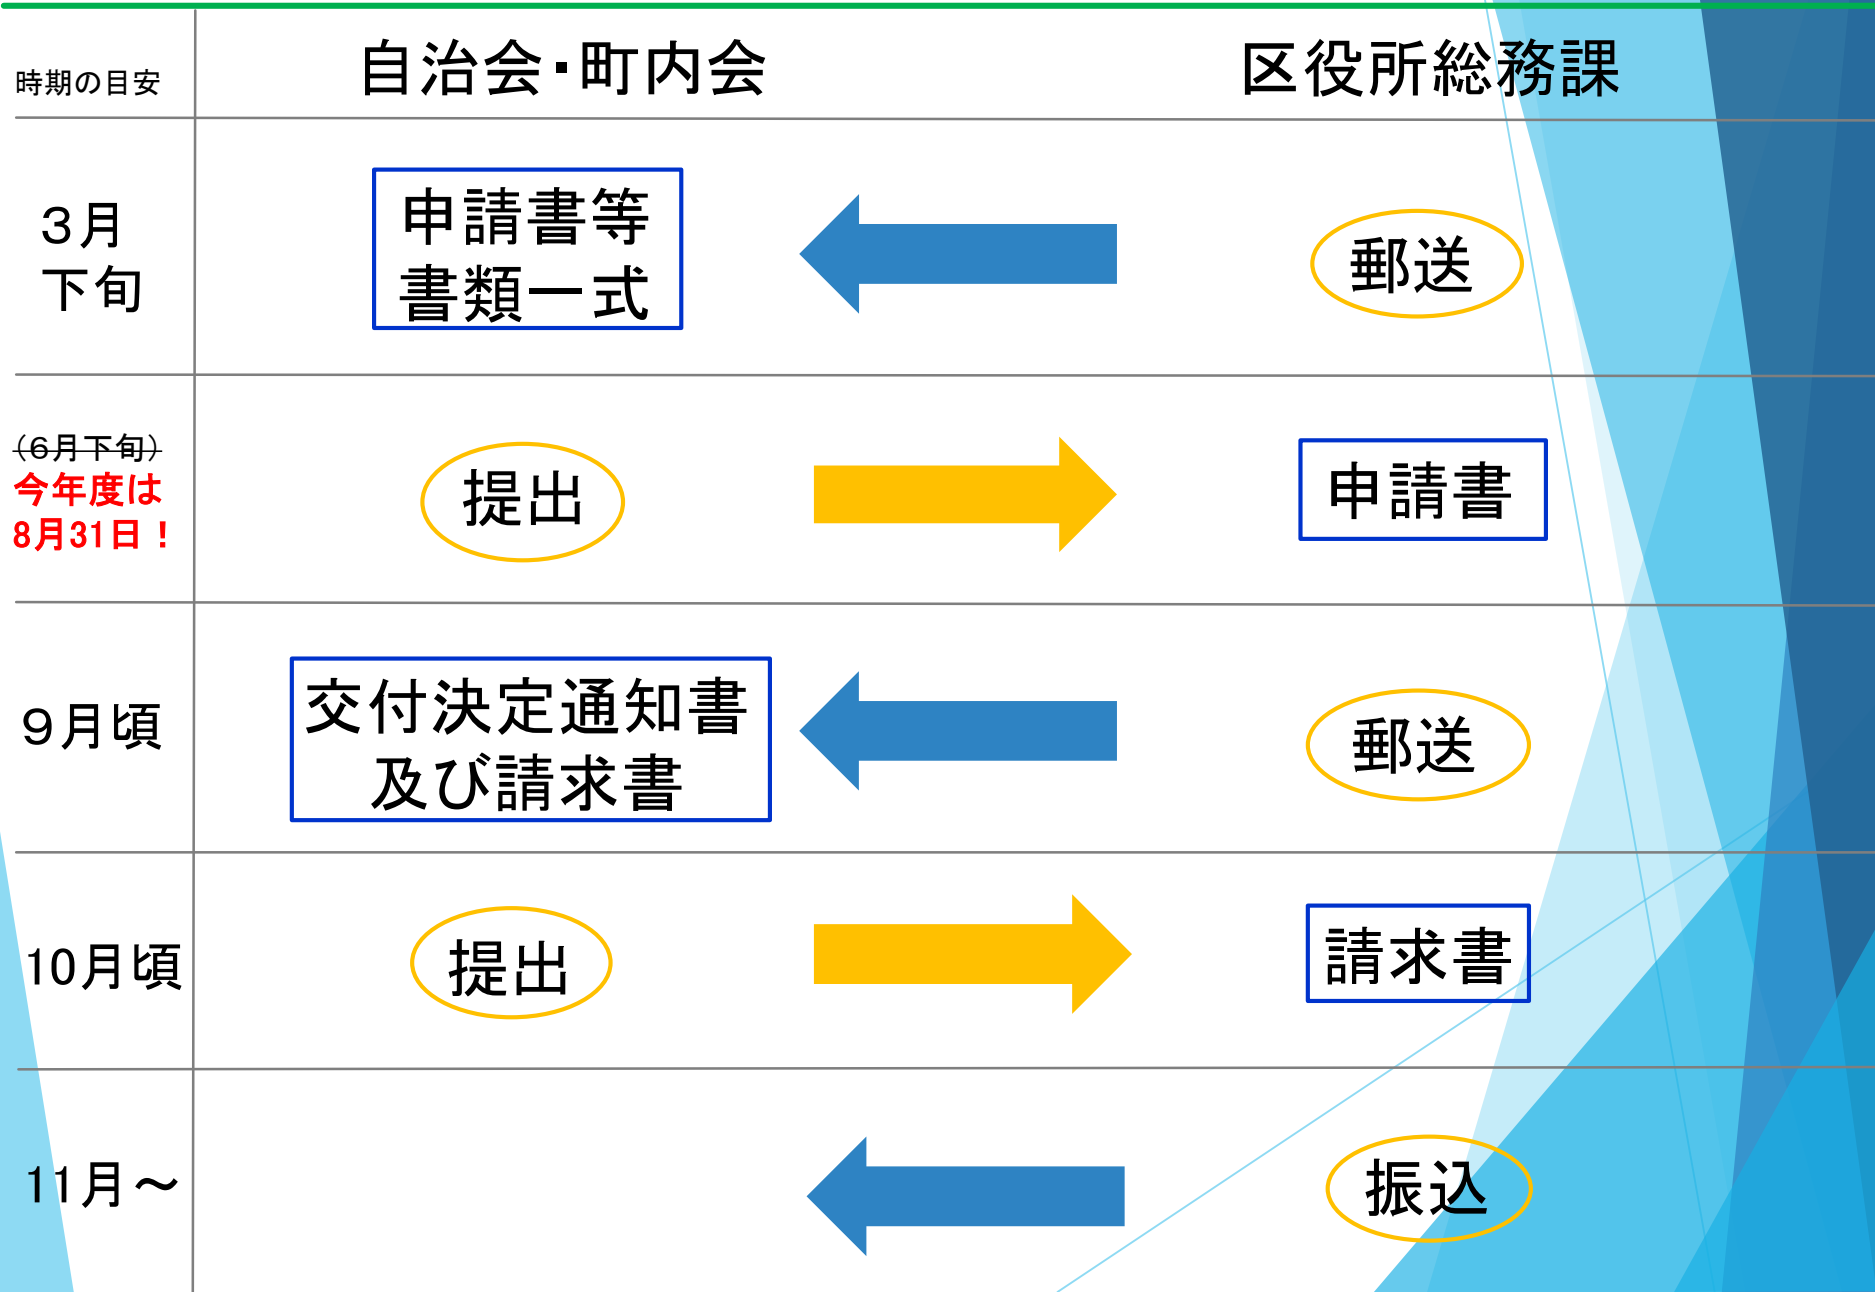 時期の目安
自治会・町内会
区役所総務課
３月
下旬
申請書等
書類一式
郵送
（６月下旬）
今年度は
8月31日！
提出
申請書
９月頃
交付決定通知書
及び請求書
郵送
10月頃
提出
請求書
11月～
振込